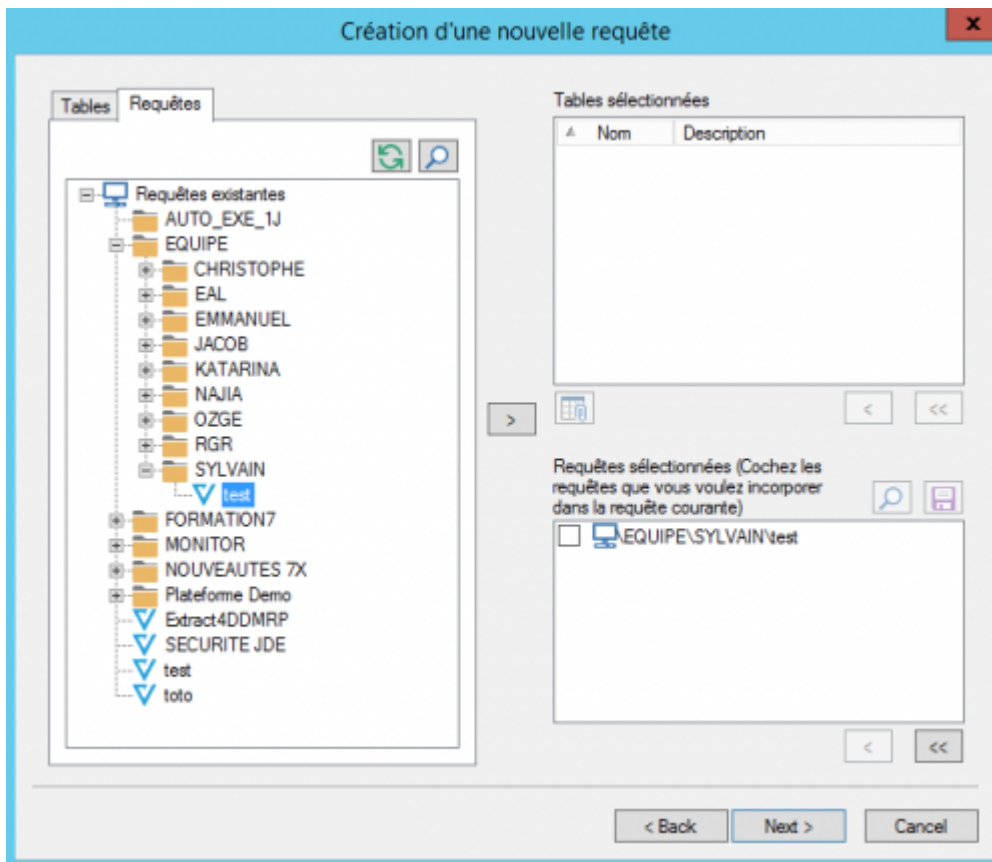 Création d'une nouvelle requête
x
Tables
Requêtes
Requêtes existantes
AUTO_EXE_1J
EQUIPE
CHRISTOPHE
EAL
EMMANUEL
JACOB
KATARINA
NAJIA
OZGE
RGR
SYLVAIN
test
FORMATION7
MONITOR
NOUVEAUTES 7X
Plateforme Demo
Extract4DDMRP
SECURITE JDE
test
toto
>
Tables sélectionnées
Nom Description
< <<
Requêtes sélectionnées (Cochez les
requêtes que vous voulez incorporer
dans la requête courante)
\EQUIPE\SYLVAIN\test
< <<
< Back Next > Cancel